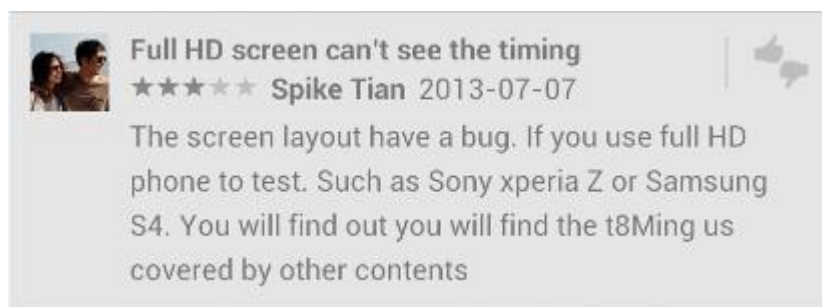 Full HD screen can't see the timing
Spike Tian 2013-07-07
The screen layout have a bug. If you use full HD
phone to test. Such as Sony xperia Z or Samsung
S4. You will find out you will find the t8Ming us
covered by other contents